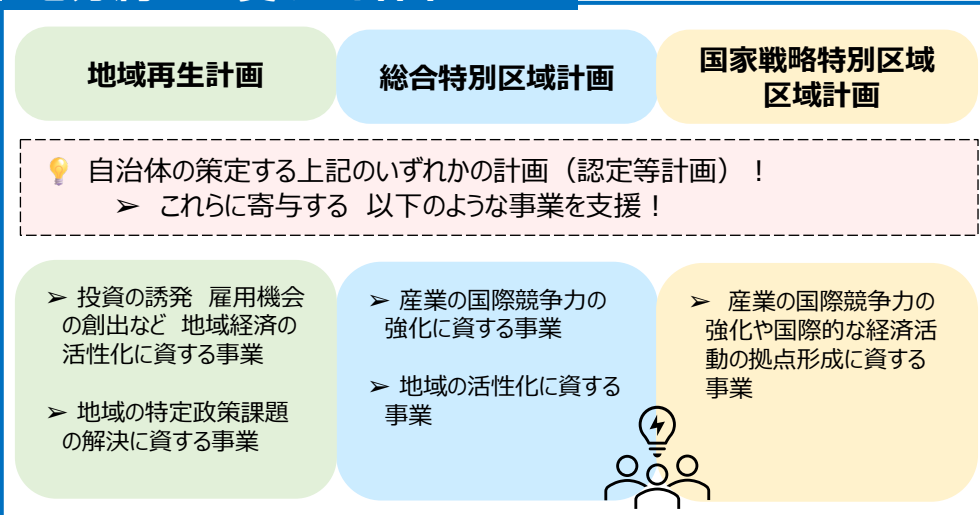 地域再生計画
総合特別区域計画
国家戦略特別区域
区域計画
自治体の策定する上記のいずれかの計画（認定等計画）！
➢ これらに寄与する 以下のような事業を支援！
➢ 投資の誘発 雇用機会
の創出など 地域経済の
活性化に資する事業
➢ 地域の特定政策課題
の解決に資する事業
➢ 産業の国際競争力の
強化に資する事業
➢ 地域の活性化に資する
事業
➢ 産業の国際競争力の
強化や国際的な経済活
動の拠点形成に資する
事業